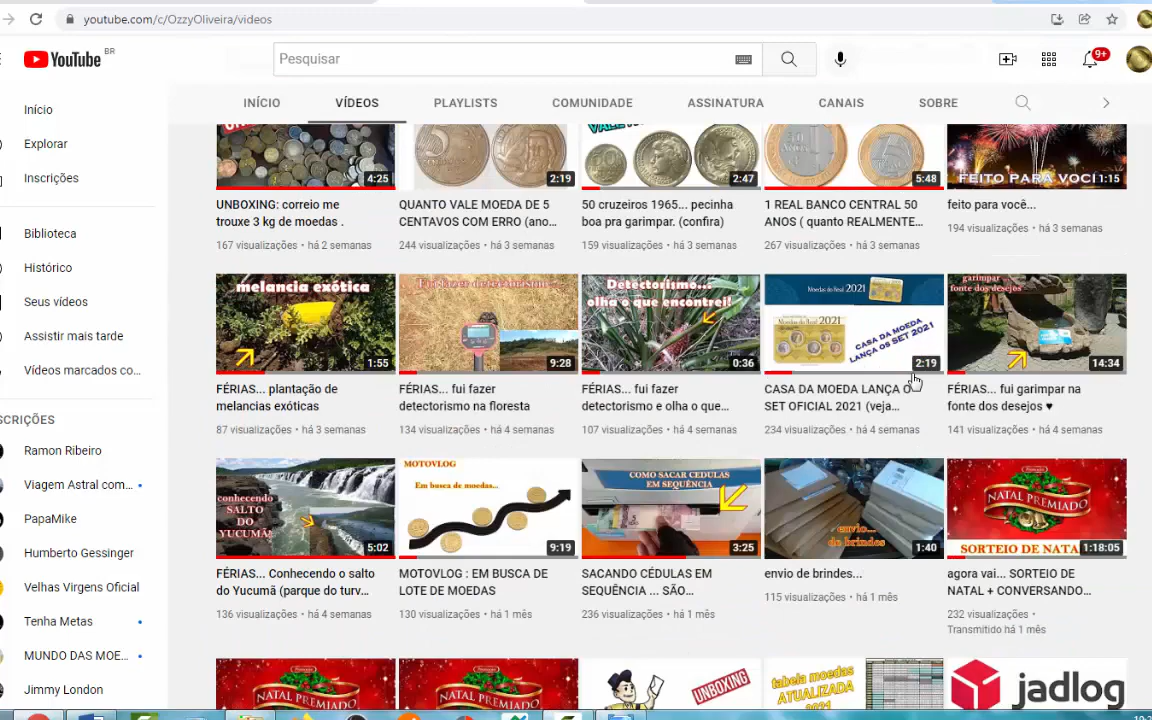 youtube.com/c/OzzyOliveira/videos
YouTube BR
Pesquisar
9+
INÍCIO VÍDEOS PLAYLISTS COMUNIDADE ASSINATURA CANAIS SOBRE
Início
Explorar
Inscrições
Biblioteca
Histórico
Seus vídeos
Assistir mais tarde
Vídeos marcados co...
SCRIÇÕES
Ramon Ribeiro
Viagem Astral com...
PapaMike
Humberto Gessinger
Velhas Virgens Oficial
Tenha Metas
MUNDO DAS MOE...
Jimmy London
4:25
2:19
2:47
5:48
FEITO PARA VOCÊ
1:15
UNBOXING: correio me
trouxe 3 kg de moedas .
167 visualizações • há 2 semanas
QUANTO VALE MOEDA DE 5
CENTAVOS COM ERRO (ano...
244 visualizações • há 3 semanas
50 cruzeiros 1965... pecinha
boa pra garimpar. (confira)
159 visualizações • há 3 semanas
1 REAL BANCO CENTRAL 50
ANOS ( quanto REALMENTE...
267 visualizações • há 3 semanas
feito para você...
194 visualizações • há 3 semanas
melancia exótica
1:55
Fui fazer detectorismo...
9:28
Detectorismo...
olha o que encontrei!
0:36
Moedas do Real 2021
Moedas do Real 2021
CASA DA MOEDA
LANÇA OS SET 2021
2:19
garimpar
fonte dos desejos
14:34
FÉRIAS... plantação de
melancias exóticas
87 visualizações • há 3 semanas
FÉRIAS... fui fazer
detectorismo na floresta
134 visualizações • há 4 semanas
FÉRIAS... fui fazer
detectorismo e olha o que...
107 visualizações • há 4 semanas
CASA DA MOEDA LANÇA O
SET OFICIAL 2021 (veja...
234 visualizações • há 4 semanas
FÉRIAS... fui garimpar na
fonte dos desejos ♥
141 visualizações • há 4 semanas
conhecendo
SALTO
DO
YUCUMÃ!
5:02
MOTOVLOG
Em busca de moedas...
9:19
COMO SACAR CEDULAS
EM SEQUÊNCIA
3:25
envio...
de brindes
1:40
NATAL
PREMIADO
SORTEIO DE NATA
1:18:05
FÉRIAS... Conhecendo o salto
do Yucumã (parque do turv...
136 visualizações • há 4 semanas
MOTOVLOG : EM BUSCA DE
LOTE DE MOEDAS
130 visualizações • há 1 mês
SACANDO CÉDULAS EM
SEQUÊNCIA ... SÃO...
236 visualizações • há 1 mês
envio de brindes...
115 visualizações • há 1 mês
agora vai... SORTEIO DE
NATAL + CONVERSANDO...
232 visualizações •
Transmitido há 1 mês
NATAL
PREMIADO
NATAL
PREMIADO
UNBOXING
tabela moedas
ATUALIZADA
2021
jadlog